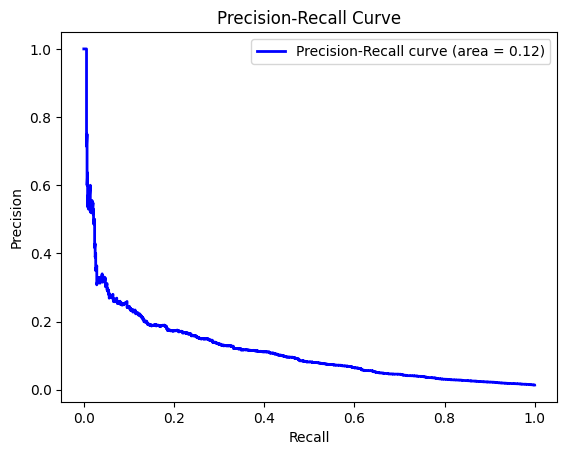 Precision-Recall Curve
Precision-Recall curve (area = 0.12)
1.0
0.8
0.6
0.4
0.2
0.0
Precision
0.0 0.2 0.4 0.6 0.8 1.0
Recall